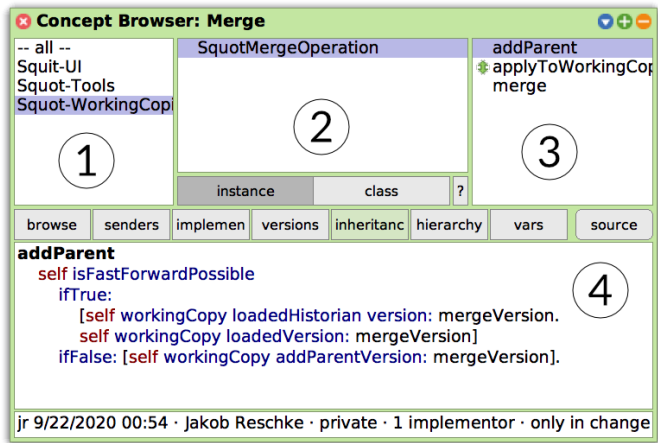 Concept Browser: Merge
-- all --
Squit-UI
Squot-Tools
Squot-WorkingCopi
1
SquotMergeOperation
2
instance class ?
addParent
applyToWorkingCop
merge
3
browse senders implemen versions inheritanc hierarchy vars source
addParent
self isFastForwardPossible
ifTrue:
[self workingCopy loadedHistorian version: mergeVersion.
self workingCopy loadedVersion: mergeVersion]
ifFalse: [self workingCopy addParentVersion: mergeVersion].
4
jr 9/22/2020 00:54 · Jakob Reschke · private · 1 implementor · only in change